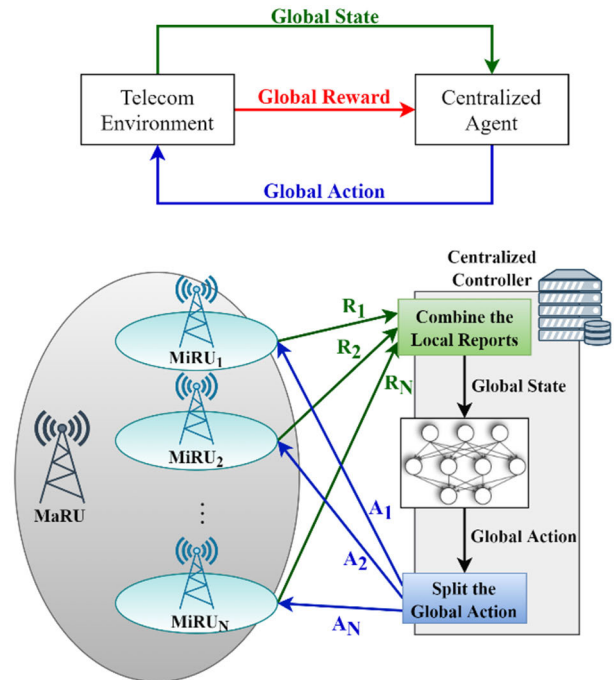 Global State
Telecom
Environment
Global Reward
Centralized
Agent
Global Action
Centralized
Controller
R1
Combine the
Local Reports
MiRU1
R2
RN
Global State
MiRU2
MaRU
...
A1
Global Action
A2
Split the
Global Action
MiRUN
AN